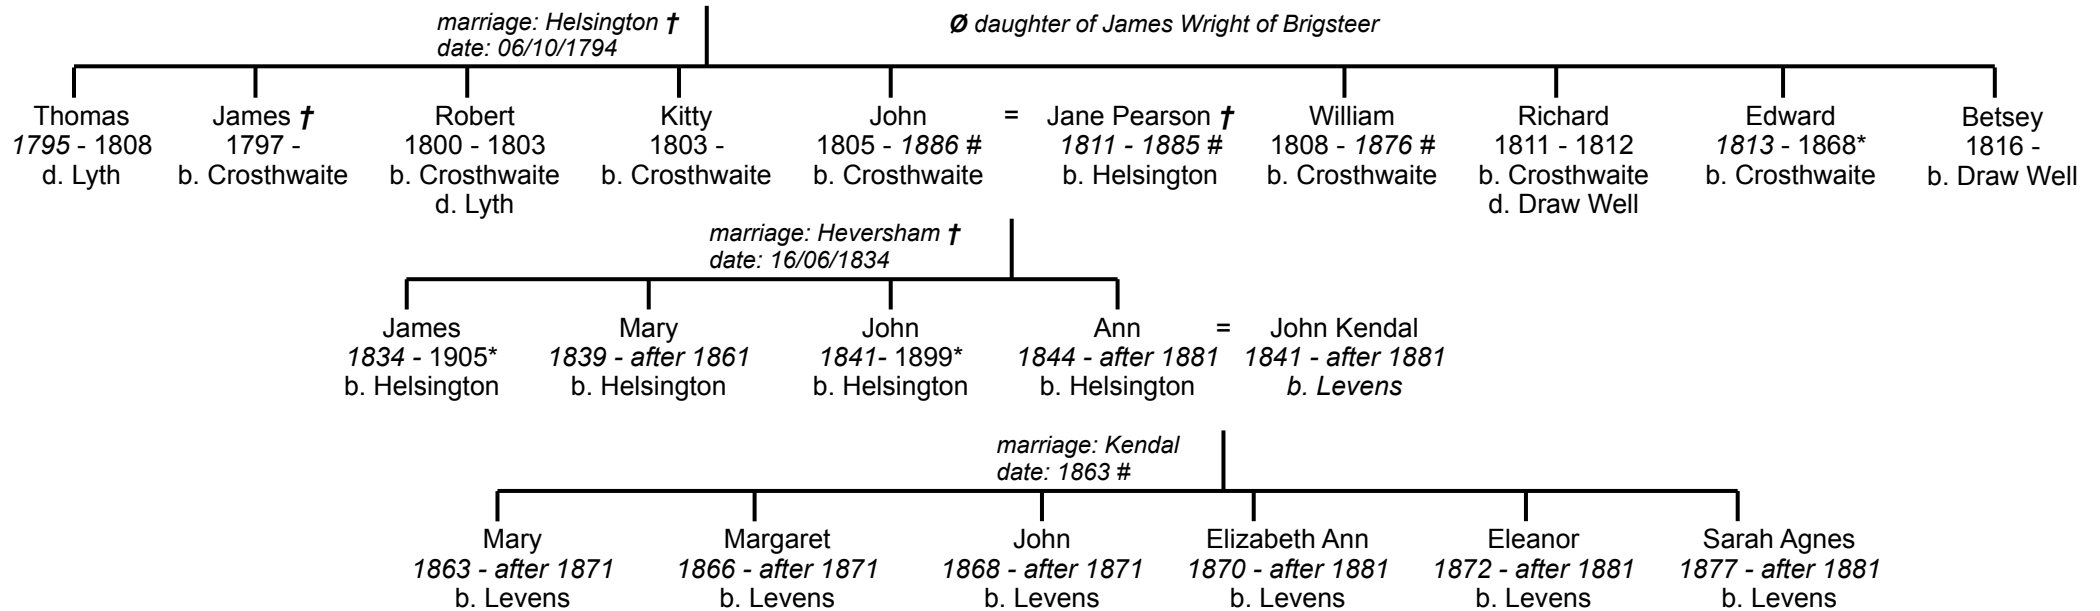 marriage: Helsington †
date: 06/10/1794
Ø daughter of James Wright of Brigsteer
Thomas
1795 - 1808
d. Lyth
James †
1797 -
b. Crosthwaite
Robert
1800 - 1803
b. Crosthwaite
d. Lyth
Kitty
1803 -
b. Crosthwaite
John
1805 - 1886 #
b. Crosthwaite
=
Jane Pearson †
1811 - 1885 #
b. Helsington
William
1808 - 1876 #
b. Crosthwaite
Richard
1811 - 1812
b. Crosthwaite
d. Draw Well
Edward
1813 - 1868*
b. Crosthwaite
Betsey
1816 -
b. Draw Well
marriage: Heversham †
date: 16/06/1834
James
1834 - 1905*
b. Helsington
Mary
1839 - after 1861
b. Helsington
John
1841- 1899*
b. Helsington
Ann
1844 - after 1881
b. Helsington
=
John Kendal
1841 - after 1881
b. Levens
marriage: Kendal
date: 1863 #
Mary
1863 - after 1871
b. Levens
Margaret
1866 - after 1871
b. Levens
John
1868 - after 1871
b. Levens
Elizabeth Ann
1870 - after 1881
b. Levens
Eleanor
1872 - after 1881
b. Levens
Sarah Agnes
1877 - after 1881
b. Levens